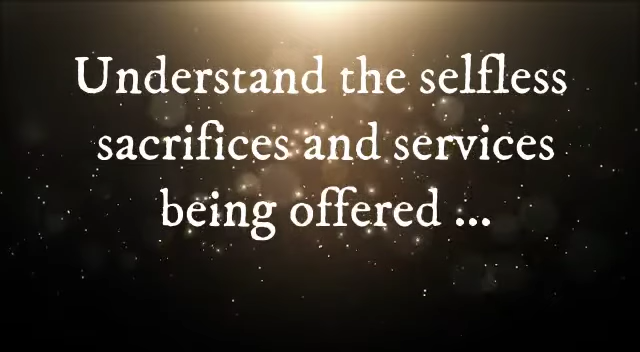 Understand the selfless
sacrifices and services
being offered ...